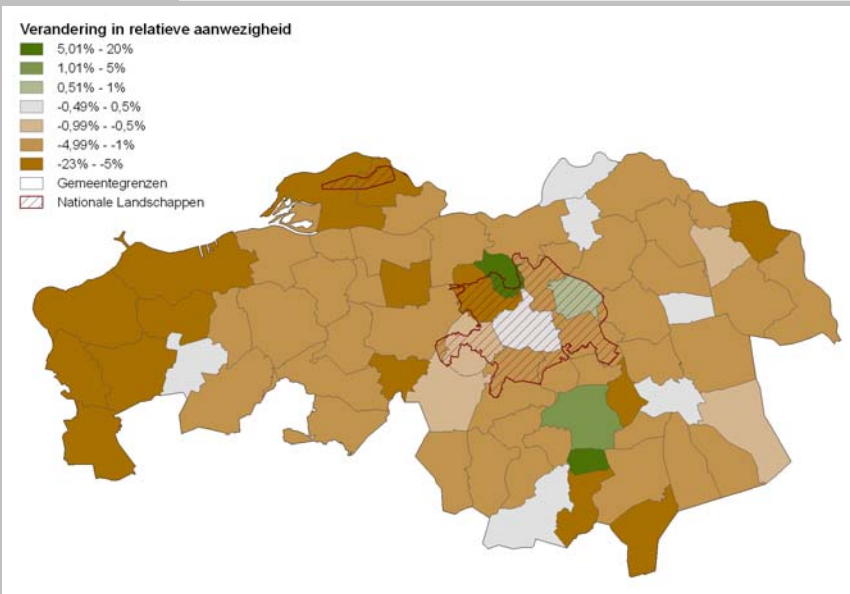 Verandering in relatieve aanwezigheid
5,01% - 20%
1,01% - 5%
0,51% - 1%
-0,49% - 0,5%
-0,99% - -0,5%
-4,99% - -1%
-23% - -5%
Gemeentegrenzen
Nationale Landschappen